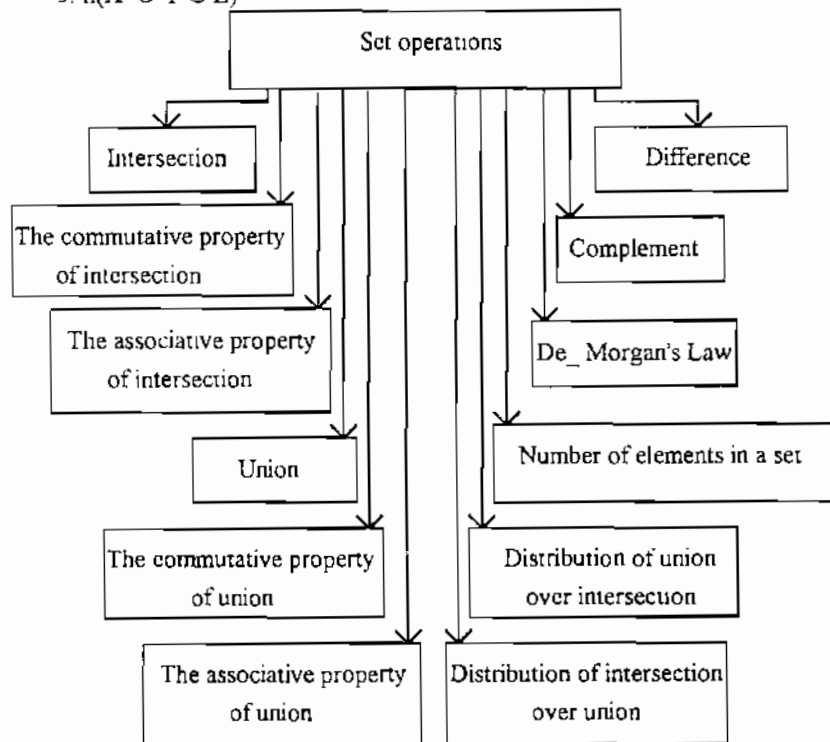 Set operations
Intersection
Difference
The commutative property
of intersection
Complement
The associative property
of intersection
De_ Morgan's Law
Union
Number of elements in a set
The commutative property
of union
Distribution of union
over intersection
The associative property
of union
Distribution of intersection
over union